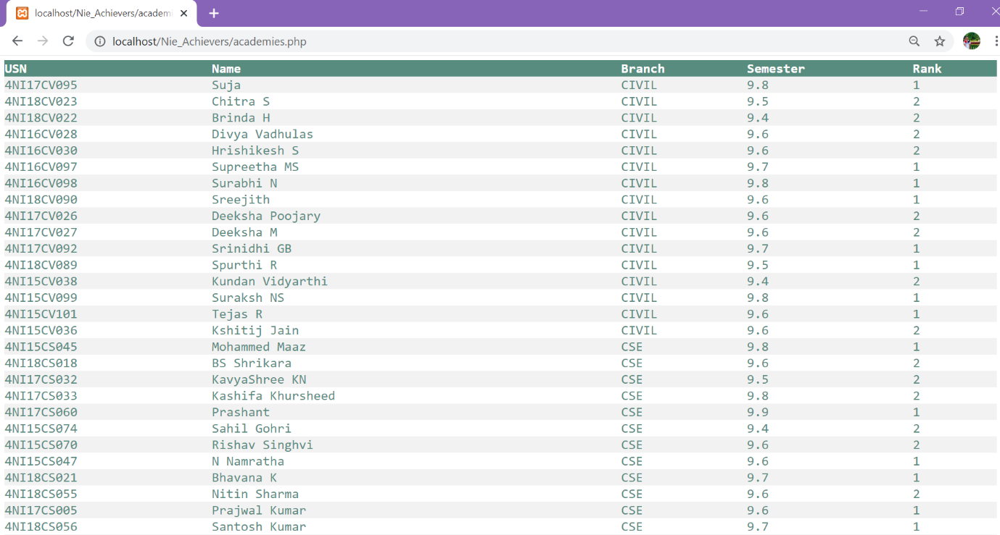 localhost/Nie_Achievers/academi
localhost/Nie_Achievers/academies.php
USN Name Branch Semester Rank
4NI17CV095 Suja CIVIL 9.8 1
4NI18CV023 Chitra S CIVIL 9.5 2
4NI18CV022 Brinda H CIVIL 9.4 2
4NI16CV028 Divya Vadhulas CIVIL 9.6 2
4NI16CV030 Hrishikesh S CIVIL 9.6 2
4NI16CV097 Supreetha MS CIVIL 9.7 1
4NI16CV098 Surabhi N CIVIL 9.8 1
4NI18CV090 Sreejith CIVIL 9.6 1
4NI17CV026 Deeksha Poojary CIVIL 9.6 2
4NI17CV027 Deeksha M CIVIL 9.6 2
4NI17CV092 Srinidhi GB CIVIL 9.7 1
4NI18CV089 Spurthi R CIVIL 9.5 1
4NI15CV038 Kundan Vidyarthi CIVIL 9.4 2
4NI15CV099 Suraksh NS CIVIL 9.8 1
4NI15CV101 Tejas R CIVIL 9.6 1
4NI15CV036 Kshitij Jain CIVIL 9.6 2
4NI15CS045 Mohammed Maaz CSE 9.8 1
4NI18CS018 BS Shrikara CSE 9.6 2
4NI17CS032 KavyaShree KN CSE 9.5 2
4NI17CS033 Kashifa Khursheed CSE 9.8 2
4NI17CS060 Prashant CSE 9.9 1
4NI15CS074 Sahil Gohri CSE 9.4 2
4NI15CS070 Rishav Singhvi CSE 9.6 2
4NI15CS047 N Namratha CSE 9.6 1
4NI18CS021 Bhavana K CSE 9.7 1
4NI18CS055 Nitin Sharma CSE 9.6 2
4NI17CS005 Prajwal Kumar CSE 9.6 1
4NI18CS056 Santosh Kumar CSE 9.7 1